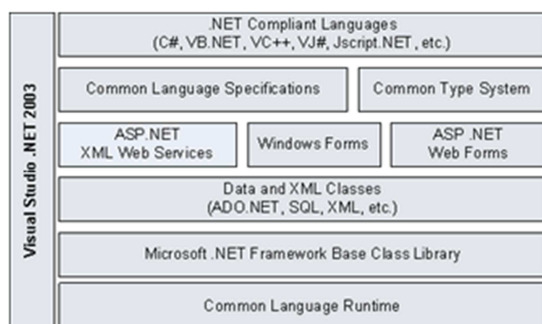 Visual Studio .NET 2003
.NET Compliant Languages
(C#, VB.NET, VC++, VJ#, Jscript.NET, etc.)
Common Language Specifications
Common Type System
ASP.NET
XML Web Services
Windows Forms
ASP .NET
Web Forms
Data and XML Classes
(ADO.NET, SQL, XML, etc.)
Microsoft .NET Framework Base Class Library
Common Language Runtime